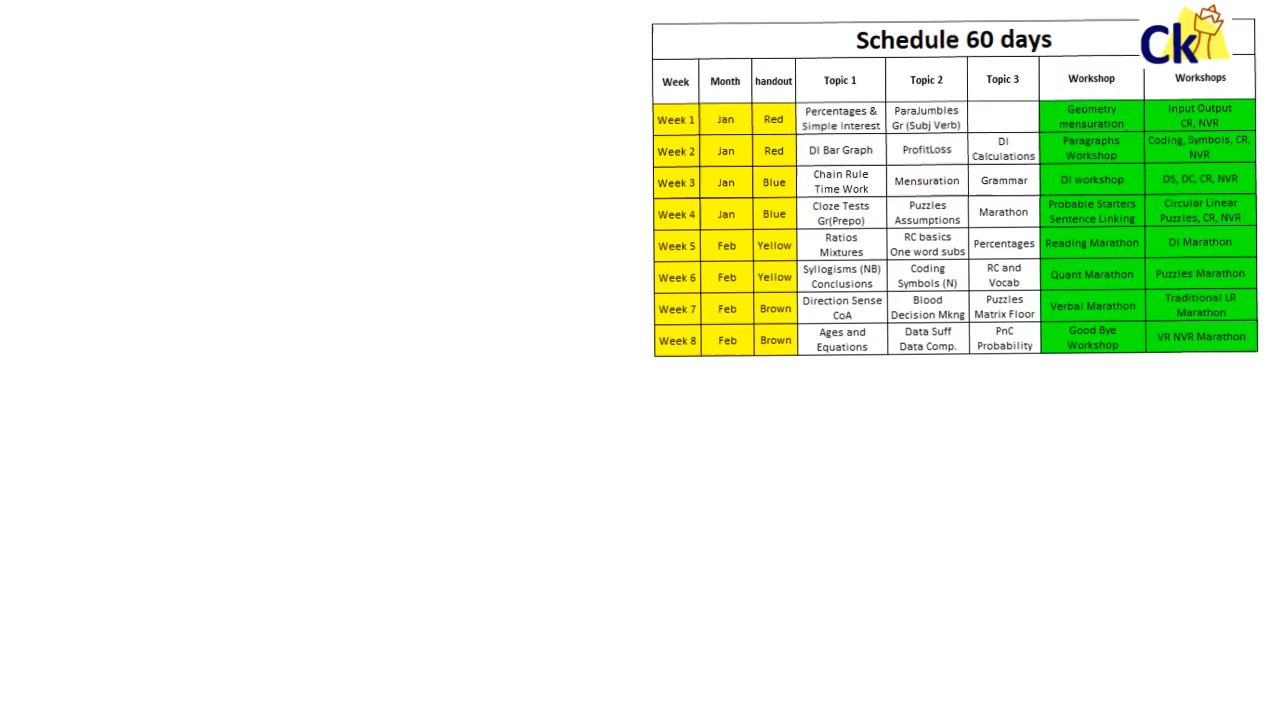 Schedule 60 days
Ck
Week Month handout Topic 1 Topic 2 Topic 3 Workshop Workshops
Week 1 Jan Red Percentages & Simple Interest ParaJumbles Gr (Subj Verb) Geometry mensuration Input Output CR, NVR
Week 2 Jan Red DI Bar Graph ProfitLoss DI Calculations Paragraphs Workshop Coding, Symbols, CR, NVR
Week 3 Jan Blue Chain Rule Time Work Mensuration Grammar DI workshop DS, DC, CR, NVR
Week 4 Jan Blue Cloze Tests Gr(Prepo) Puzzles Assumptions Marathon Probable Starters Sentence Linking Circular Linear Puzzles, CR, NVR
Week 5 Feb Yellow Ratios Mixtures RC basics One word subs Percentages Reading Marathon DI Marathon
Week 6 Feb Yellow Syllogisms (NB) Conclusions Coding Symbols (N) RC and Vocab Quant Marathon Puzzles Marathon
Week 7 Feb Brown Direction Sense CoA Blood Decision Mkng Puzzles Matrix Floor Verbal Marathon Traditional LR Marathon
Week 8 Feb Brown Ages and Equations Data Suff Data Comp. PnC Probability Good Bye Workshop VR NVR Marathon